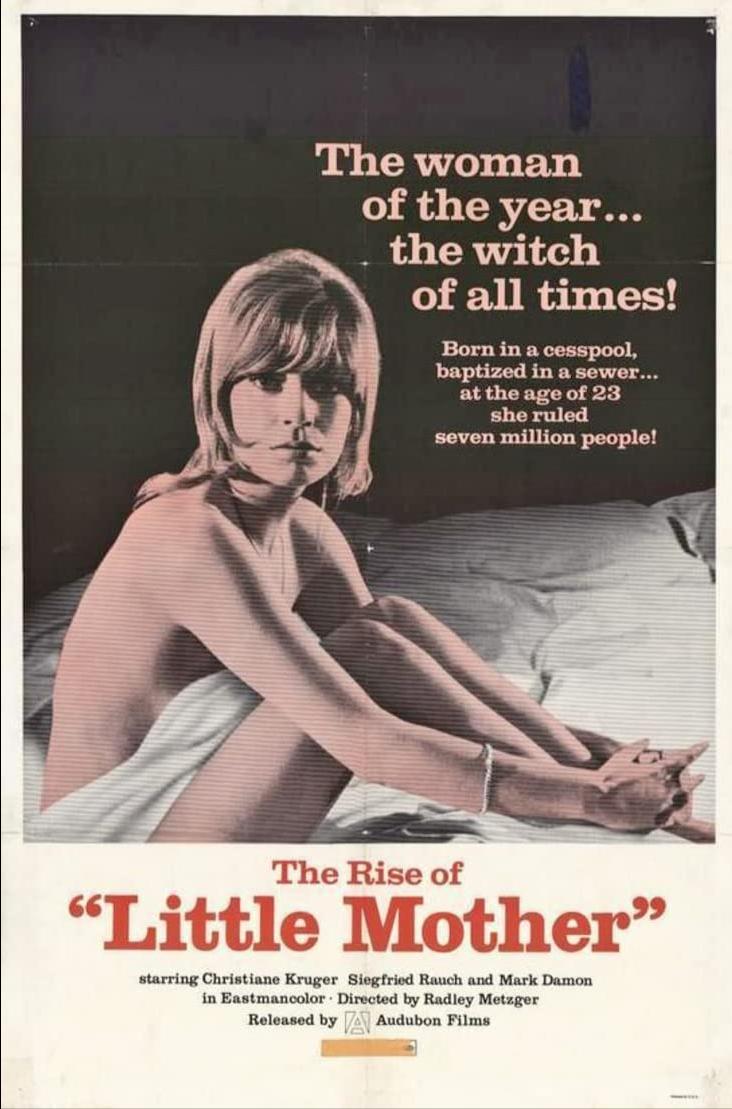 The woman
of the year...
the witch
of all times!
Born in a cesspool,
baptized in a sewer...
at the age of 23
she ruled
seven million people!
The Rise of
“Little Mother”
starring Christiane Kruger Siegfried Rauch and Mark Damon
in Eastmancolor · Directed by Radley Metzger
Released by A Audubon Films